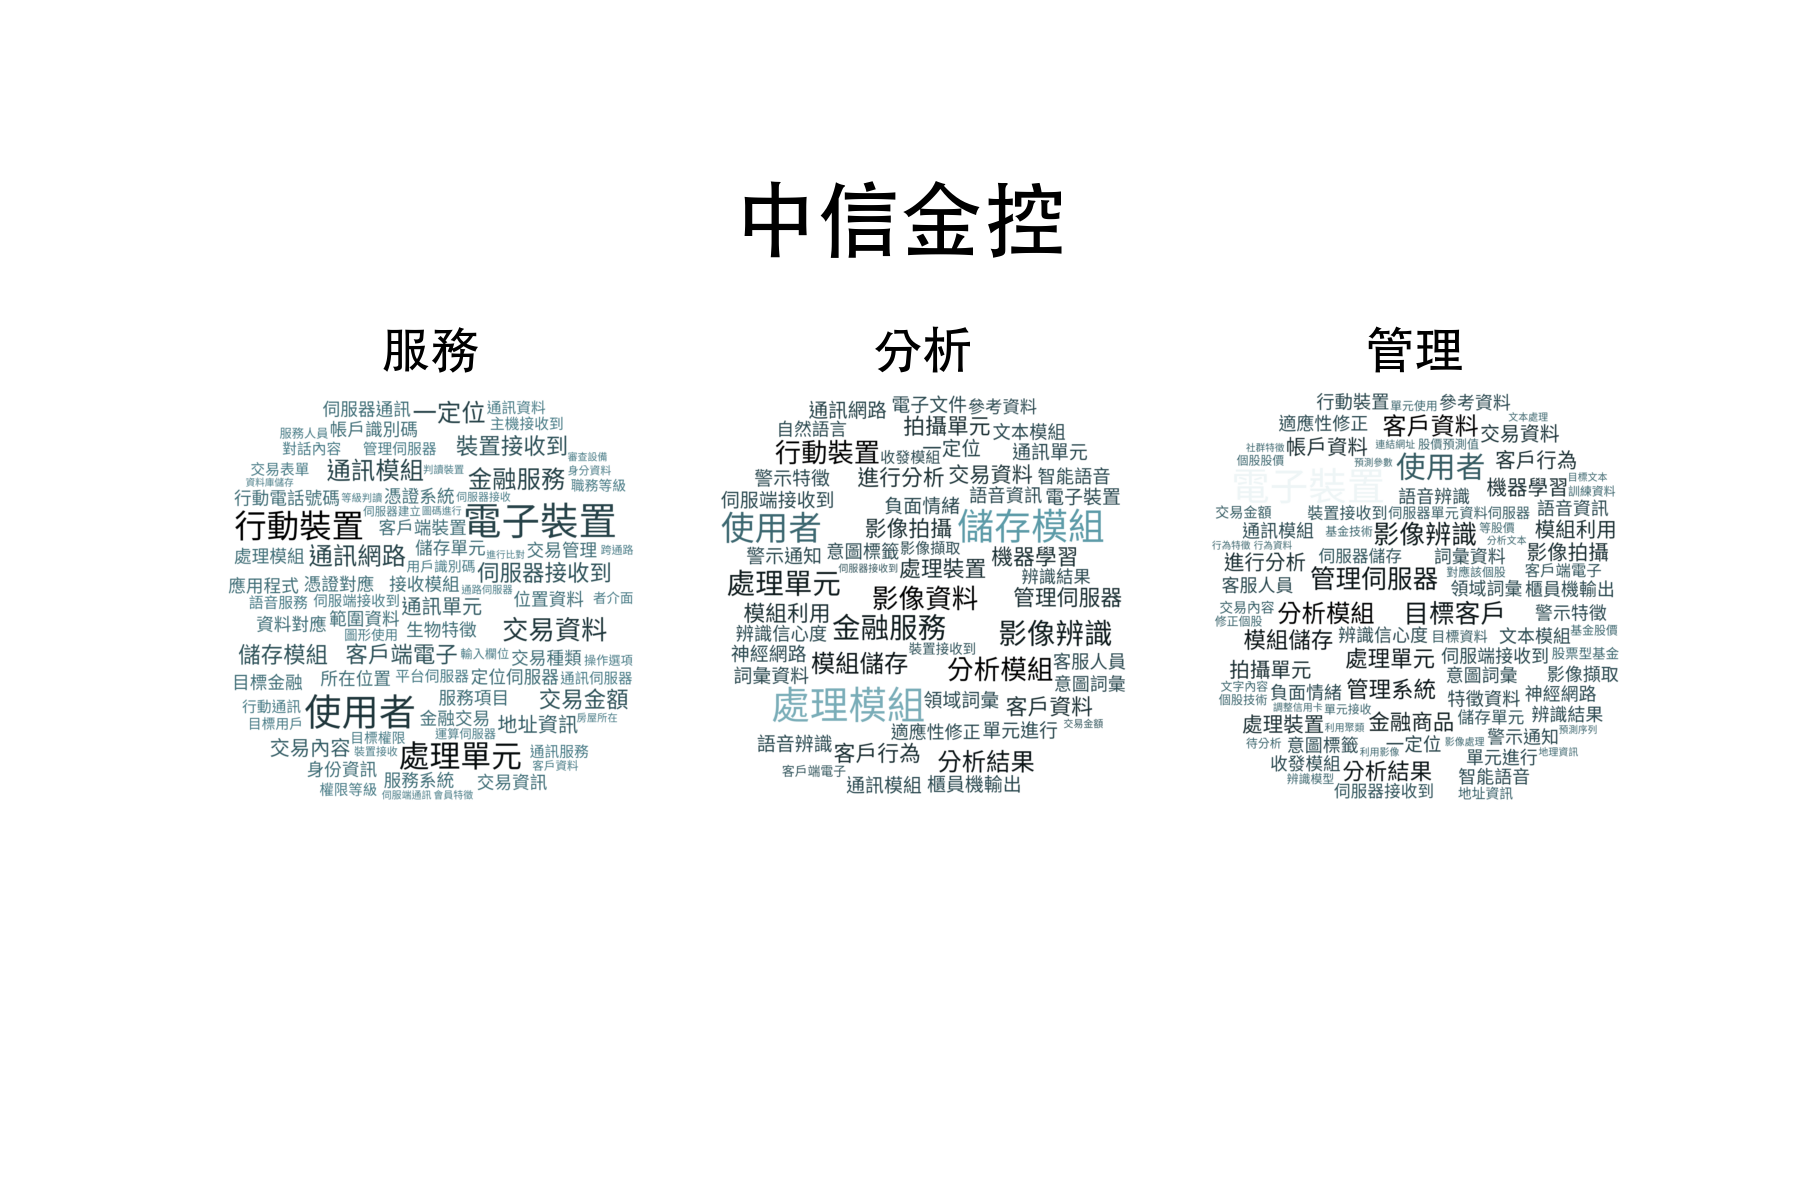 中信金控
服務
伺服器通訊 一定位 通訊資料
主機接收到
服務人員 帳戶識別碼
對話內容 管理伺服器 裝置接收到
審查設備
交易表單 通訊模組 判讀裝置 金融服務 身分資料
資料庫儲存 職務等級
行動電話號碼 等級判讀 憑證系統 伺服器接收
伺服器建立 圖碼進行
行動裝置 客戶端裝置 電子裝置
處理模組 通訊網路 儲存單元 進行比對 交易管理 跨通路
用戶識別碼 伺服器接收到
應用程式 憑證對應 接收模組 通路伺服器
語音服務 伺服端接收到 通訊單元 位置資料 者介面
資料對應 範圍資料
圖形使用 生物特徵 交易資料
儲存模組 客戶端電子 輸入欄位 交易種類 操作選項
目標金融 所在位置 平台伺服器 定位伺服器 通訊伺服器
行動通訊 使用者 服務項目 交易金額
目標用戶 金融交易 地址資訊 房屋所在
目標權限 運算伺服器
交易內容 裝置接收 處理單元 通訊服務
身份資訊 客戶資料
服務系統 交易資訊
權限等級 伺服端通訊 會員特徵
分析
通訊網路 電子文件 參考資料
自然語言 拍攝單元 文本模組
行動裝置 收發模組 一定位 通訊單元
警示特徵 進行分析 交易資料 智能語音
伺服端接收到 負面情緒 語音資訊 電子裝置
使用者 影像拍攝 儲存模組
警示通知 意圖標籤 影像擷取 機器學習
處理單元 伺服器接收到 處理裝置 辨識結果
影像資料 管理伺服器
模組利用 金融服務 影像辨識
辨識信心度
神經網路 模組儲存 裝置接收到 分析模組 客服人員
詞彙資料 意圖詞彙
處理模組 領域詞彙 客戶資料
適應性修正 單元進行 交易金額
語音辨識 客戶行為 分析結果
客戶端電子 通訊模組 櫃員機輸出
管理
行動裝置 單元使用 參考資料
適應性修正 客戶資料 文本處理
交易資料
社群特徵 帳戶資料 連結網址 股價預測值
個股股價 預測參數 使用者 客戶行為
電子裝置 語音辨識 機器學習 目標文本
訓練資料
交易金額 裝置接收到 伺服器單元 資料伺服器 語音資訊
通訊模組 基金技術 影像辨識 等股價 模組利用
行為特徵 行為資料 分析文本
進行分析 伺服器儲存 詞彙資料 影像拍攝
客服人員 管理伺服器 對應該個股 客戶端電子
領域詞彙 櫃員機輸出
交易內容 分析模組 目標客戶 警示特徵
修正個股
模組儲存 辨識信心度 目標資料 文本模組 基金股價
拍攝單元 處理單元 伺服端接收到 股票型基金
意圖詞彙 影像擷取
文字內容 負面情緒 管理系統 特徵資料 神經網路
個股技術 調整信用卡 單元接收
處理裝置 利用聚類 金融商品 儲存單元 辨識結果
待分析 意圖標籤 利用影像 一定位 影像處理 警示通知 預測序列
收發模組 單元進行 地理資訊
辨識模型 分析結果 智能語音
伺服器接收到 地址資訊